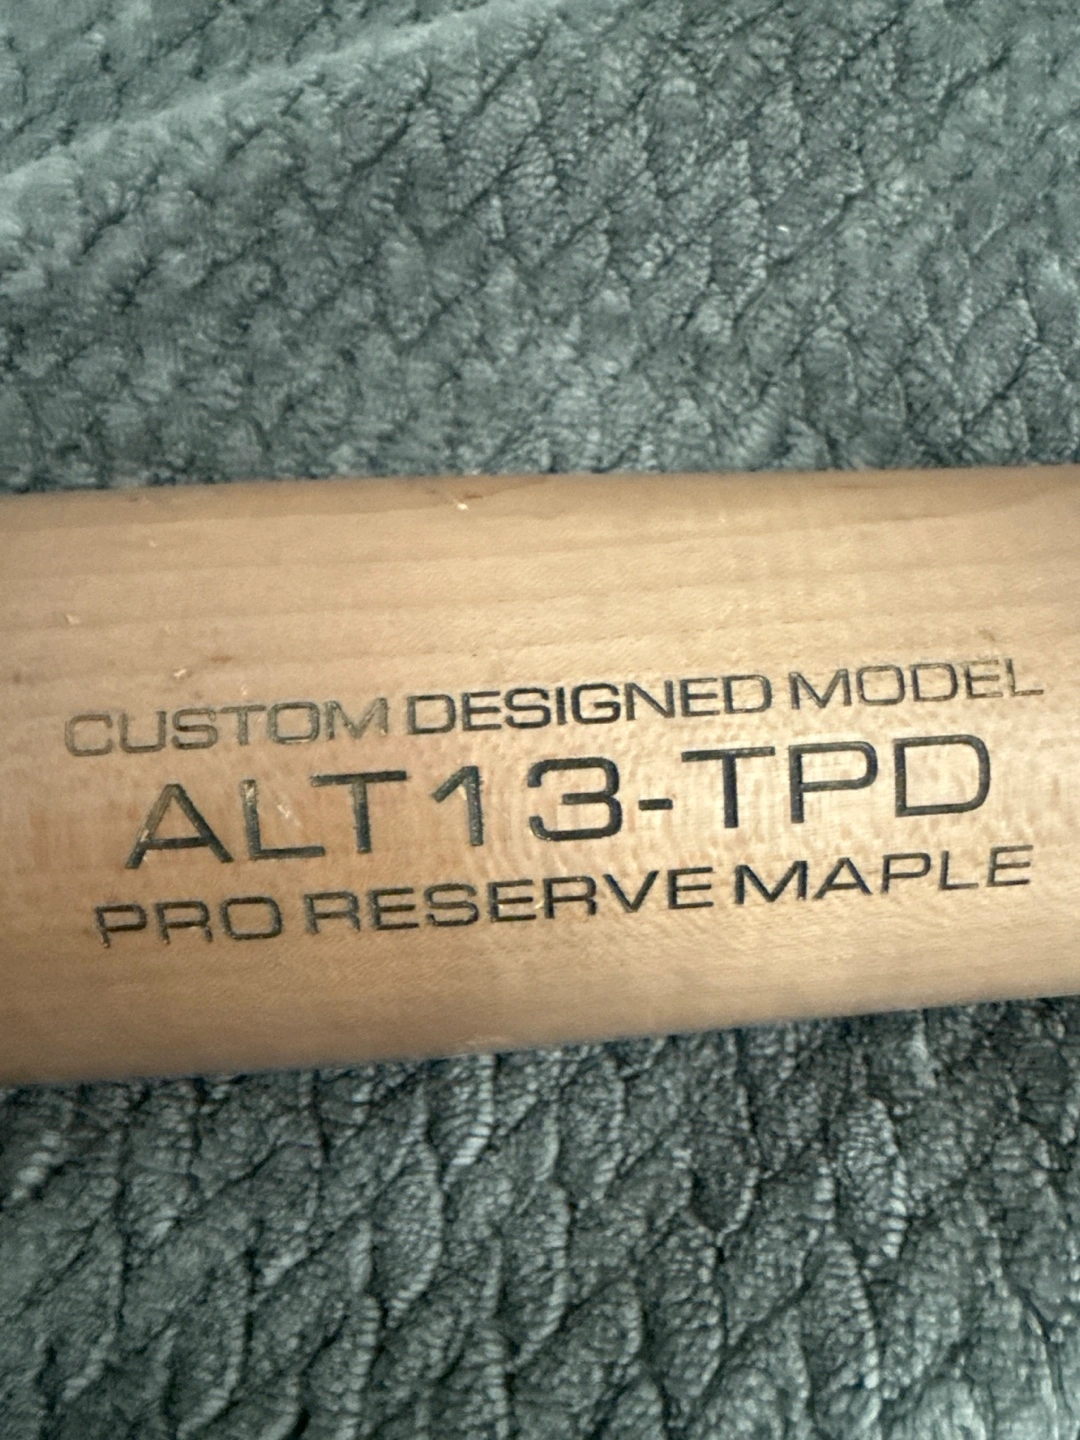 CUSTOM DESIGNED MODEL
ALT13-TPD
PRO RESERVE MAPLE